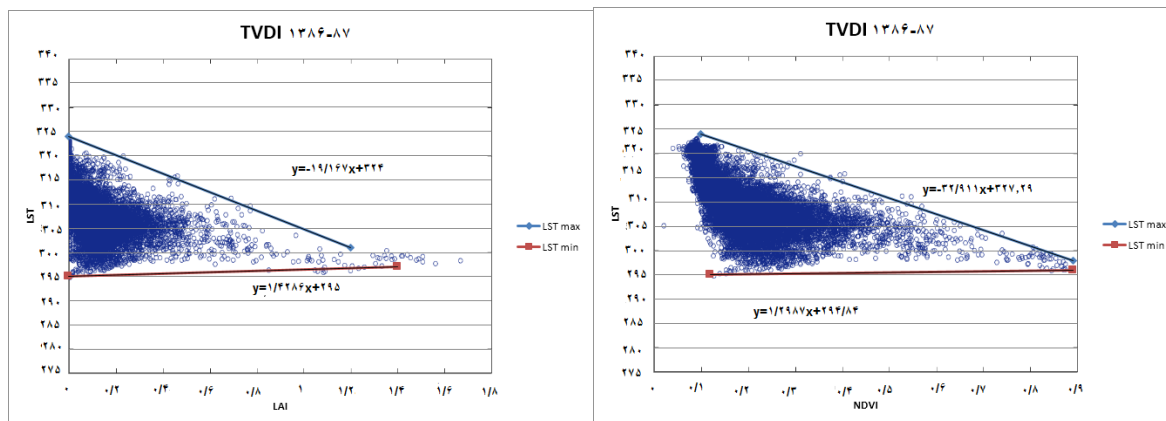 TVDI ۱۳۸۶-۸۷
۳۴۰
۳۳۵
۳۳۰
۳۲۵
۳۲۰
۳۱۵
۳۱۰
۳۰۵
۳۰۰
۲۹۵
۲۹۰
۲۸۵
۲۸۰
۲۷۵
LST
y=-۱۹/۱۶۷x+۳۲۴
y=۱/۴۲۸۶x+۲۹۵
LST max
LST min
۰ ۰/۲ ۰/۴ ۰/۶ ۰/۸ ۱ ۱/۲ ۱/۴ ۱/۶ ۱/۸
LAI
TVDI ۱۳۸۶-۸۷
۳۴۰
۳۳۵
۳۳۰
۳۲۵
۳۲۰
۳۱۵
۳۱۰
۳۰۵
۳۰۰
۲۹۵
۲۹۰
۲۸۵
۲۸۰
۲۷۵
LST
y=-۳۲/۹۱۱x+۳۲۷,۲۹
y=۱/۲۹۸۷x+۲۹۴/۸۴
LST max
LST min
۰ ۰/۱ ۰/۲ ۰/۳ ۰/۴ ۰/۵ ۰/۶ ۰/۷ ۰/۸ ۰/۹
NDVI